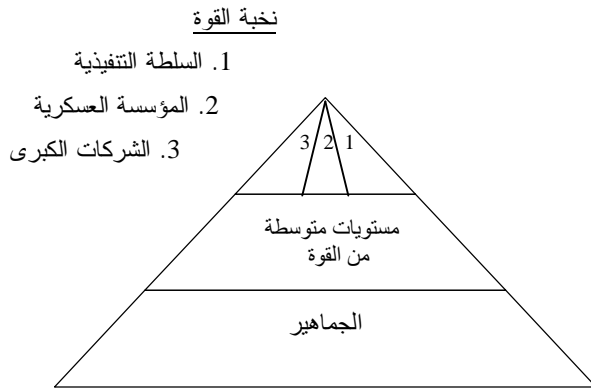 نخبة القوة
1. السلطة التنفيذية
2. المؤسسة العسكرية
3. الشركات الكبرى
1
2
3
مستويات متوسطة
من القوة
الجماهير